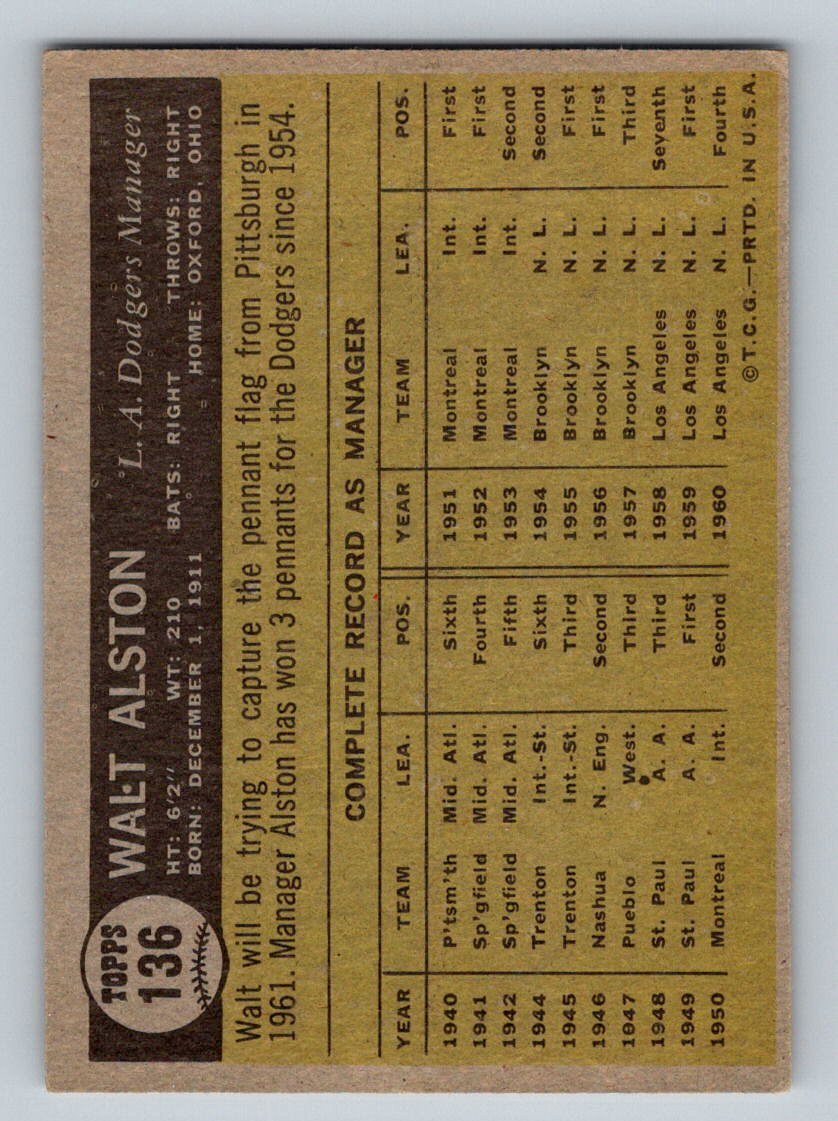 TOPPS
136
WALT ALSTON L. A. Dodgers Manager
HT: 6'2" WT: 210 BATS: RIGHT THROWS: RIGHT
BORN: DECEMBER 1, 1911 HOME: OXFORD, OHIO
Walt will be trying to capture the pennant flag from Pittsburgh in
1961. Manager Alston has won 3 pennants for the Dodgers since 1954.
COMPLETE RECORD AS MANAGER
YEAR TEAM LEA. POS. YEAR TEAM LEA. POS.
1940 P'tsm'th Mid. Atl. Sixth 1951 Montreal Int. First
1941 Sp'gfield Mid. Atl. Fourth 1952 Montreal Int. First
1942 Sp'gfield Mid. Atl. Fifth 1953 Montreal Int. Second
1944 Trenton Int.-St. Sixth 1954 Brooklyn N. L. Second
1945 Trenton Int.-St. Third 1955 Brooklyn N. L. First
1946 Nashua N. Eng. Second 1956 Brooklyn N. L. First
1947 Pueblo West. Third 1957 Brooklyn N. L. Third
1948 St. Paul A. A. Third 1958 Los Angeles N. L. Seventh
1949 St. Paul A. A. First 1959 Los Angeles N. L. First
1950 Montreal Int. Second 1960 Los Angeles N. L. Fourth
©T.C.G.—PRTD. IN U.S.A.